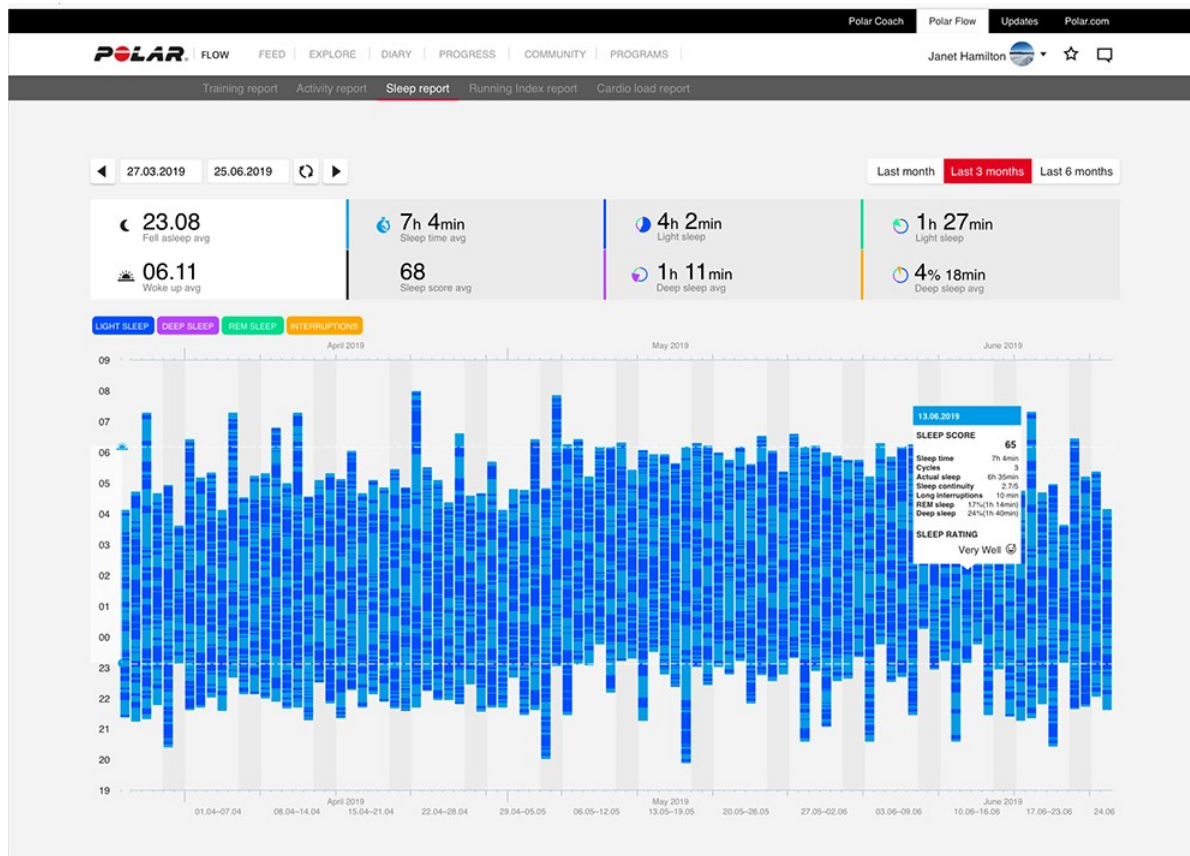 Polar Coach Polar Flow Updates Polar.com
POLAR. FLOW FEED EXPLORE DIARY PROGRESS COMMUNITY PROGRAMS Janet Hamilton
Training report Activity report Sleep report Running Index report Cardio load report
27.03.2019 25.06.2019 Last month Last 3 months Last 6 months
23.08 7h 4min 4h 2min 1h 27min
Fell asleep avg Sleep time avg Light sleep Light sleep
06.11 68 1h 11min 4% 18min
Woke up avg Sleep score avg Deep sleep avg Deep sleep avg
LIGHT SLEEP DEEP SLEEP REM SLEEP INTERRUPTIONS
April 2019 May 2019 June 2019
09
08
07
06
05
04
03
02
01
00
23
22
21
20
19
13.06.2019
SLEEP SCORE
65
Sleep time 7h 4min
Cycles 3
Actual sleep 6h 35min
Sleep continuity 2.7/5
Long interruptions 10 min
REM sleep 17%(1h 14min)
Deep sleep 24%(1h 40min)
SLEEP RATING
Very Well
April 2019 May 2019 June 2019
01.04–07.04 08.04–14.04 15.04–21.04 22.04–28.04 29.04–05.05 06.05–12.05 13.05–19.05 20.05–26.05 27.05–02.06 03.06–09.06 10.06–16.06 17.06–23.06 24.06